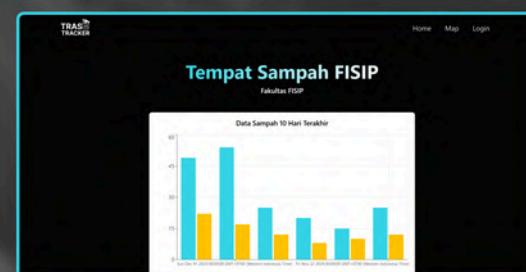 TRASH
TRACKER
Home Map Login
Tempat Sampah FISIP
Fakultas FISIP
Data Sampah 10 Hari Terakhir
60
45
30
15
0